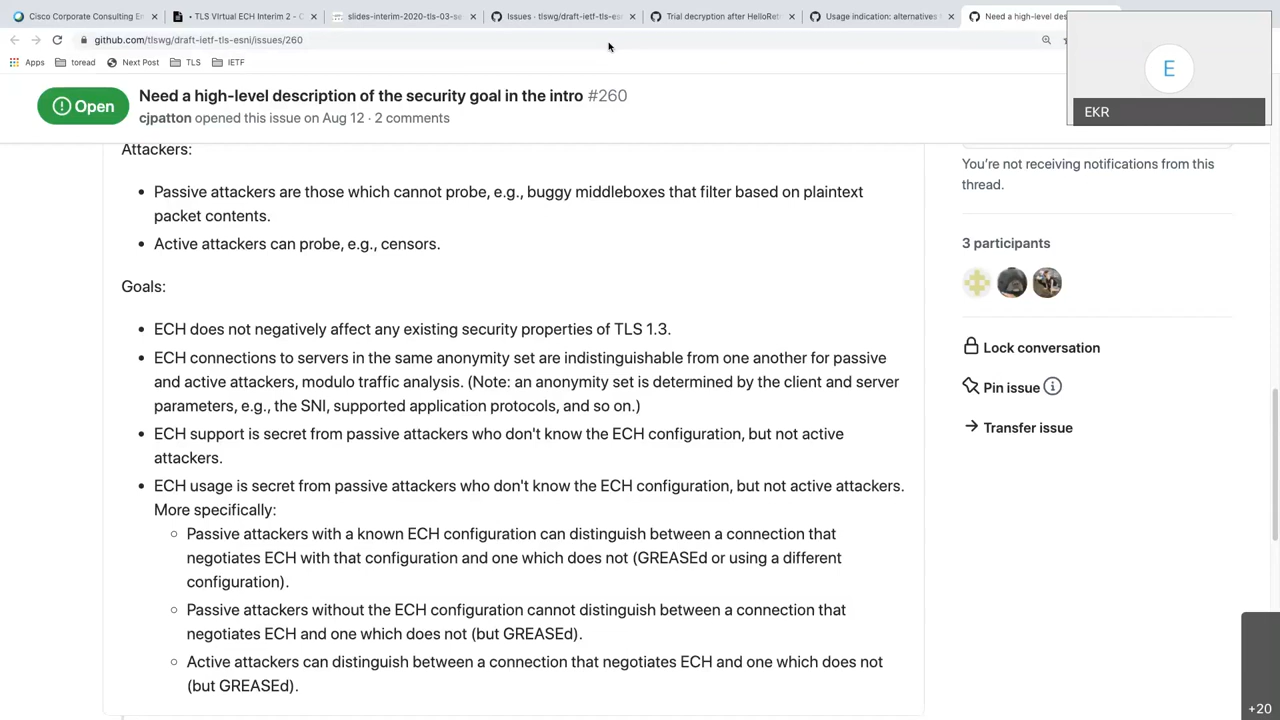 Cisco Corporate Consulting En
• TLS VIrtual ECH Interim 2 - C
slides-interim-2020-tls-03-se
Issues · tlswg/draft-ietf-tls-esn
Trial decryption after HelloRet
Usage indication: alternatives
Need a high-level des
github.com/tlswg/draft-ietf-tls-esni/issues/260
Apps
toread
Next Post
TLS
IETF
Open
Need a high-level description of the security goal in the intro #260
cjpatton opened this issue on Aug 12 · 2 comments
E
EKR
Attackers:
• Passive attackers are those which cannot probe, e.g., buggy middleboxes that filter based on plaintext
packet contents.
• Active attackers can probe, e.g., censors.
Goals:
• ECH does not negatively affect any existing security properties of TLS 1.3.
• ECH connections to servers in the same anonymity set are indistinguishable from one another for passive
and active attackers, modulo traffic analysis. (Note: an anonymity set is determined by the client and server
parameters, e.g., the SNI, supported application protocols, and so on.)
• ECH support is secret from passive attackers who don't know the ECH configuration, but not active
attackers.
• ECH usage is secret from passive attackers who don't know the ECH configuration, but not active attackers.
More specifically:
○ Passive attackers with a known ECH configuration can distinguish between a connection that
negotiates ECH with that configuration and one which does not (GREASEd or using a different
configuration).
○ Passive attackers without the ECH configuration cannot distinguish between a connection that
negotiates ECH and one which does not (but GREASEd).
○ Active attackers can distinguish between a connection that negotiates ECH and one which does not
(but GREASEd).
You're not receiving notifications from this
thread.
3 participants
Lock conversation
Pin issue
Transfer issue
+20